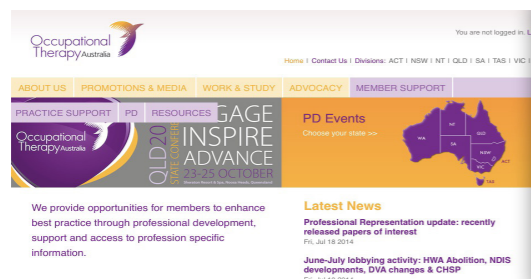 Occupational
Therapy Australia
You are not logged in. L
Home | Contact Us | Divisions: ACT | NSW | NT | QLD | SA | TAS | VIC |
ABOUT US PROMOTIONS & MEDIA WORK & STUDY ADVOCACY MEMBER SUPPORT
PRACTICE SUPPORT PD RESOURCES
Occupational
Therapy Australia
QLD20
STATE CONFE
GAGE
INSPIRE
ADVANCE
23-25 OCTOBER
PD Events
Choose your state >>
WA
NT
QLD
SA
NSW
ACT
VIC
TAS
We provide opportunities for members to enhance
best practice through professional development,
support and access to profession specific
information.
Latest News
Professional Representation update: recently
released papers of interest
Fri, Jul 18 2014
June-July lobbying activity: HWA Abolition, NDIS
developments, DVA changes & CHSP